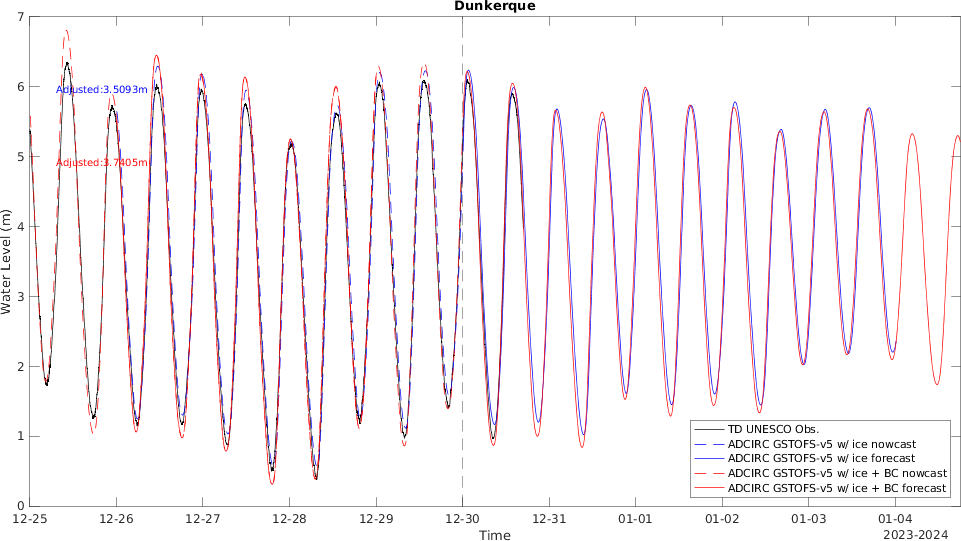 Dunkerque
7
6
5
4
3
2
1
0
Water Level (m)
Adjusted:3.5093m
Adjusted:3.7405m
TD UNESCO Obs.
ADCIRC GSTOFS-v5 w/ ice nowcast
ADCIRC GSTOFS-v5 w/ ice forecast
ADCIRC GSTOFS-v5 w/ ice + BC nowcast
ADCIRC GSTOFS-v5 w/ ice + BC forecast
12-25 12-26 12-27 12-28 12-29 12-30 12-31 01-01 01-02 01-03 01-04
Time
2023-2024